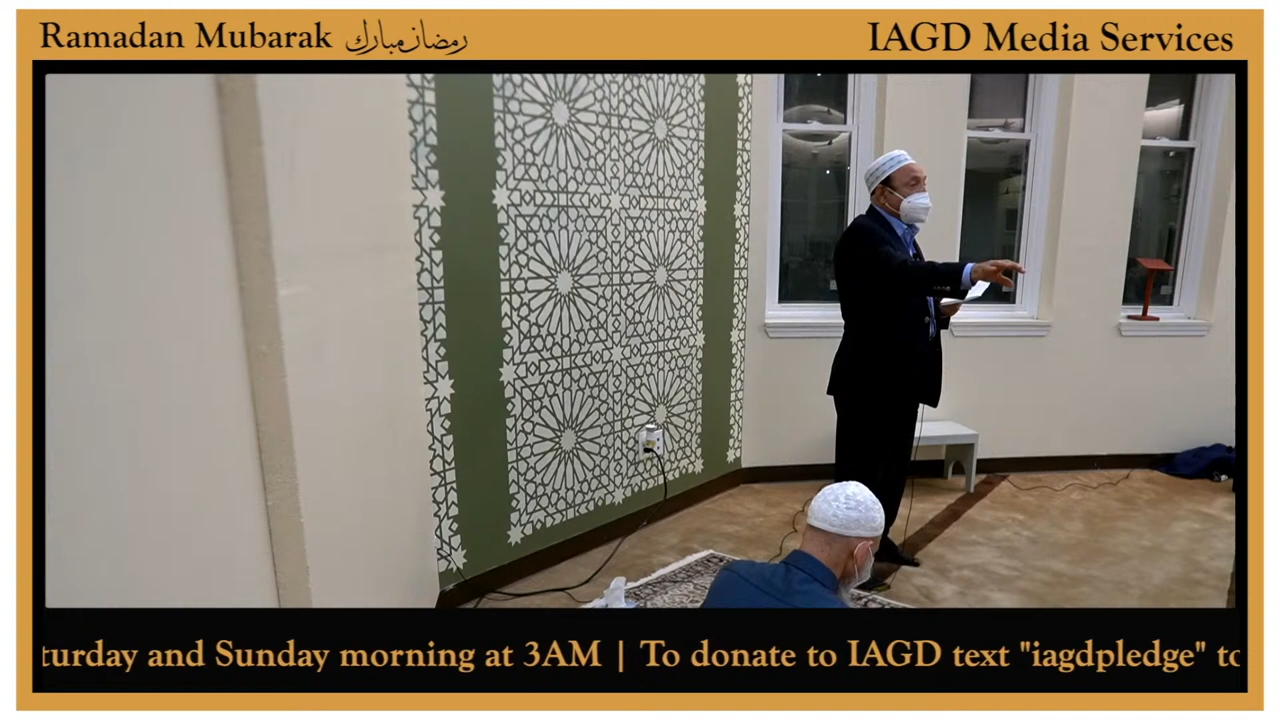 Ramadan Mubarak رمضان مبارك
IAGD Media Services
turday and Sunday morning at 3AM | To donate to IAGD text "iagdpledge" to